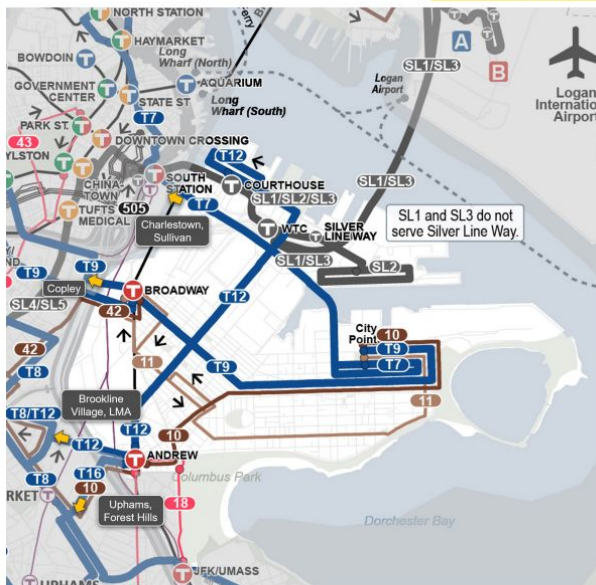 NORTH STATION
HAYMARKET
BOWDOIN
Long
Wharf (North)
GOVERNMENT
CENTER
AQUARIUM
STATE ST
Long
Wharf (South)
T7
PARK ST.
43
DOWNTOWN CROSSING
CHINA-
TOWN
SOUTH
STATION
TUFTS
MEDICAL
505
T12
COURTHOUSE
SL1/SL2/SL3
T7
Charlestown,
Sullivan
WTC
SILVER
LINE WAY
SL1/SL3
SL2
SL1/SL3
SL1/SL3
Logan
Airport
A
B
Logan
International
Airport
SL1 and SL3 do not
serve Silver Line Way.
T9
T9
Copley
BROADWAY
SL4/SL5
42
T12
42
11
T9
T8
City
Point
10
T9
T7
11
Brookline
Village, LMA
T8/T12
T12
T12
10
ANDREW
T16
T8
10
Columbus Park
Uphams,
Forest Hills
18
Dorchester Bay
JFK/UMASS
UPHAMS